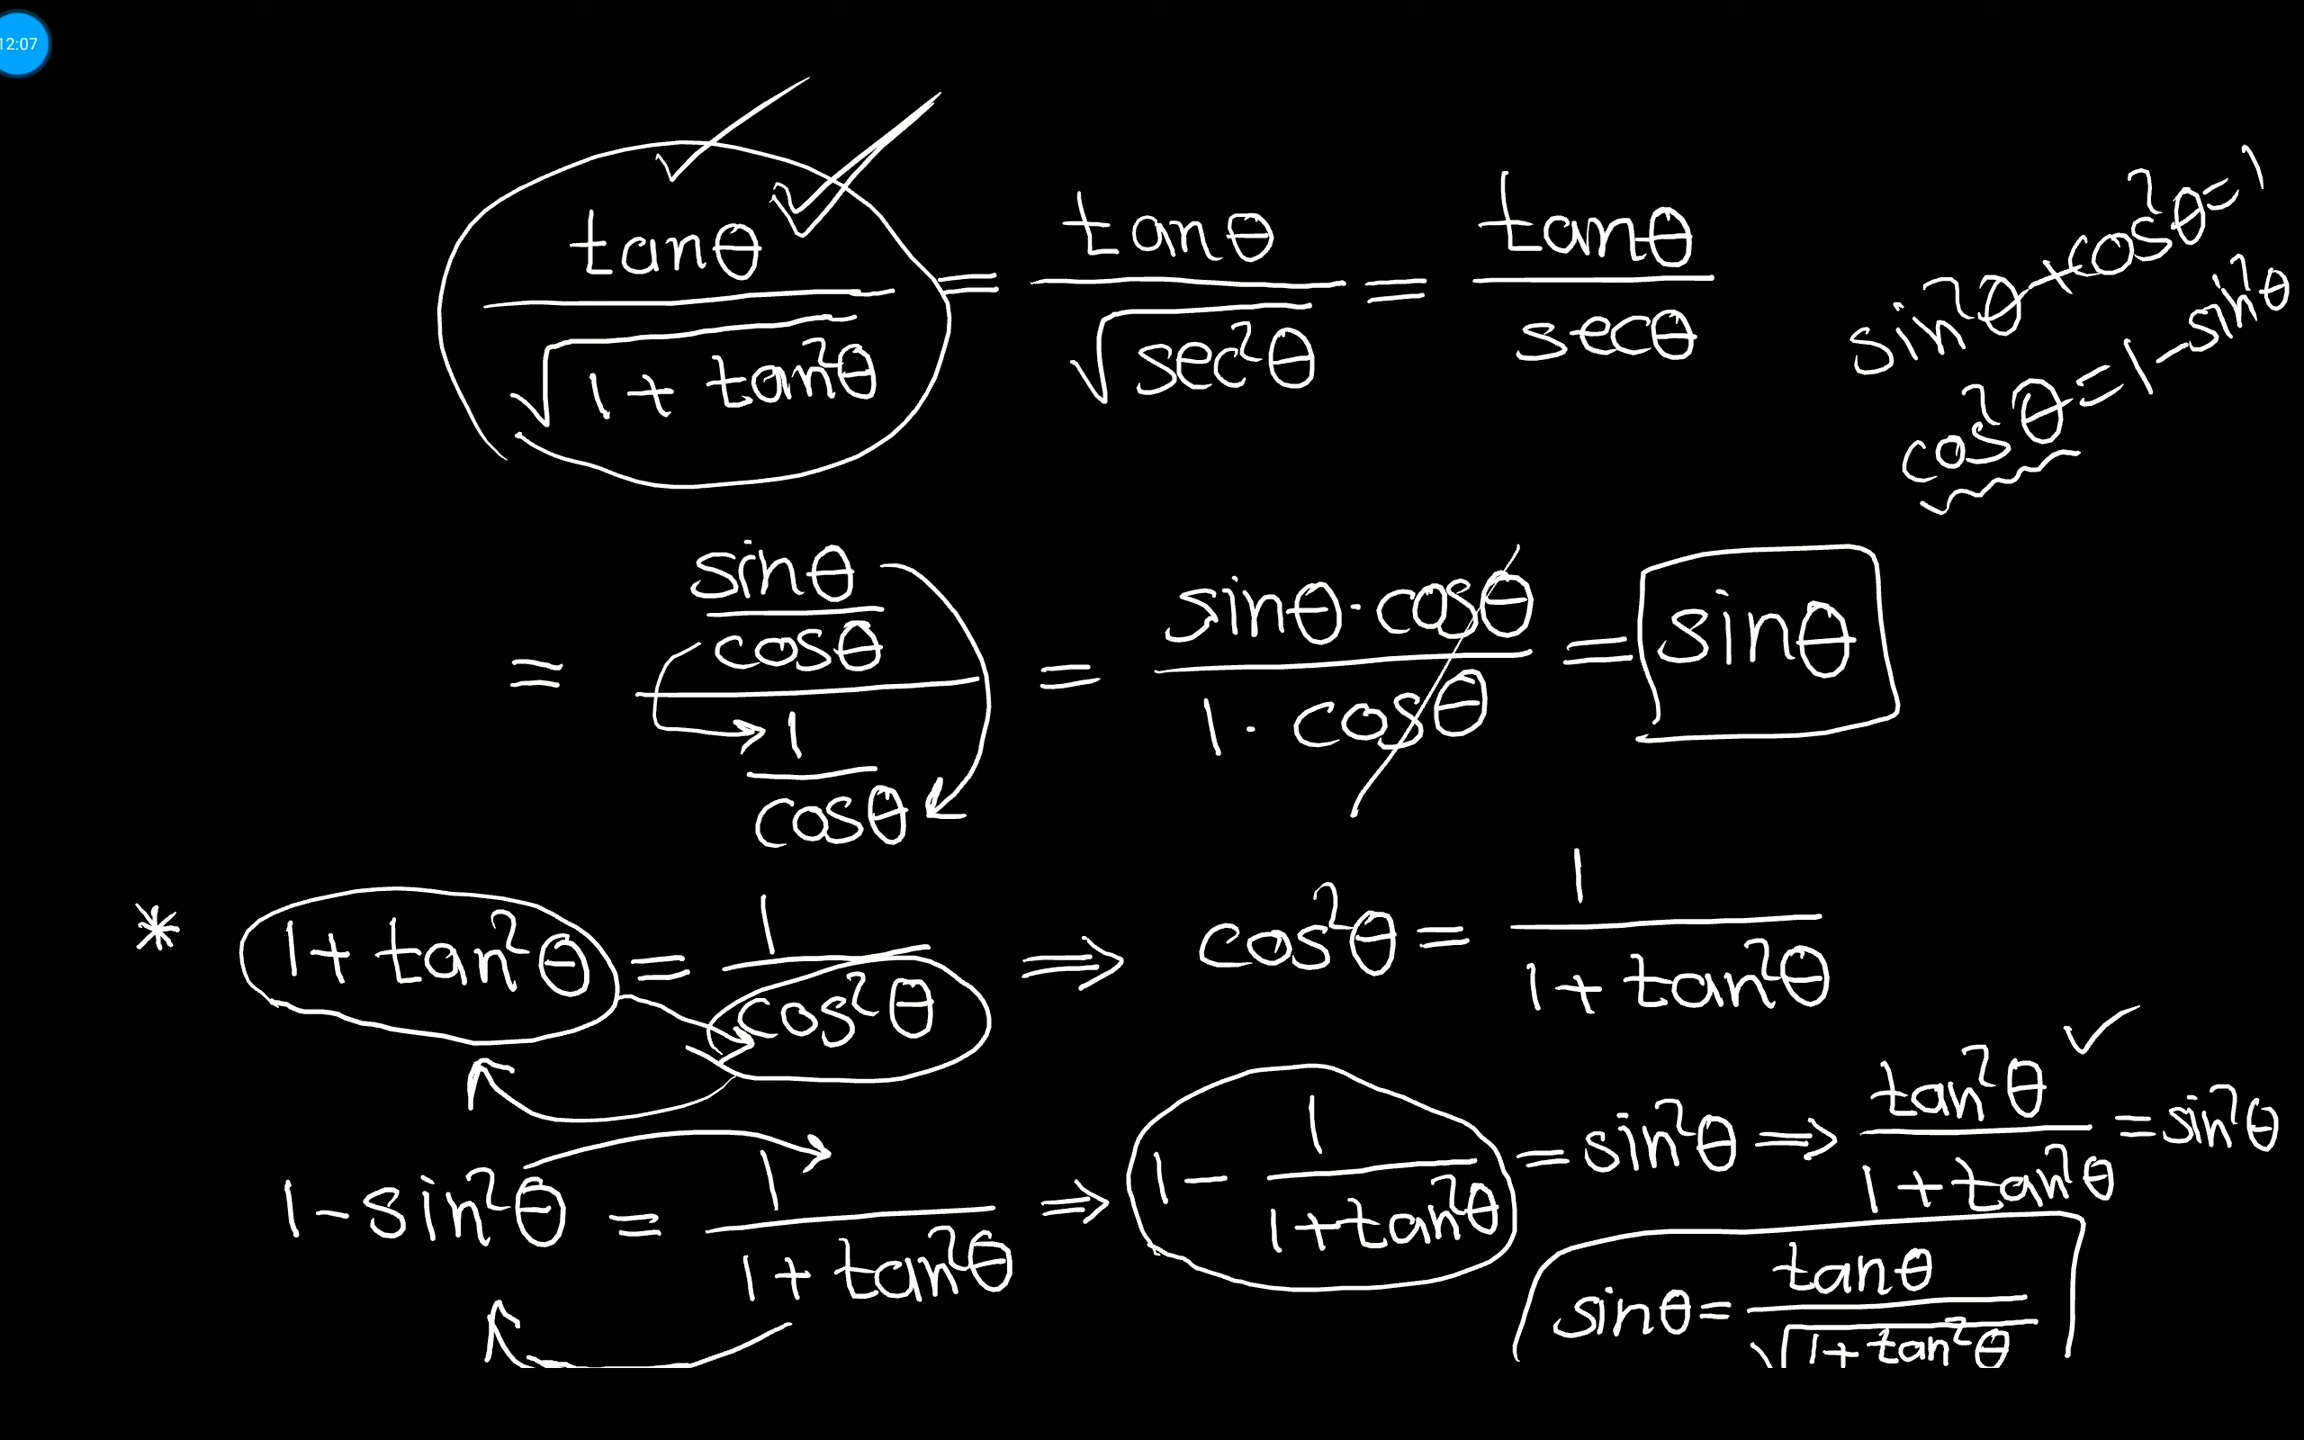 12:07
tanθ / √(1 + tan²θ) = tanθ / √(sec²θ) = tanθ / secθ
sin²θ + cos²θ = 1
cos²θ = 1 - sin²θ
= (sinθ / cosθ) / (1 / cosθ) = sinθ · cosθ / 1 · cosθ = sinθ
* 1 + tan²θ = 1 / cos²θ ⇒ cos²θ = 1 / (1 + tan²θ)
1 - sin²θ = 1 / (1 + tan²θ) ⇒ 1 - 1 / (1 + tan²θ) = sin²θ ⇒ tan²θ / (1 + tan²θ) = sin²θ
sinθ = tanθ / √(1 + tan²θ)